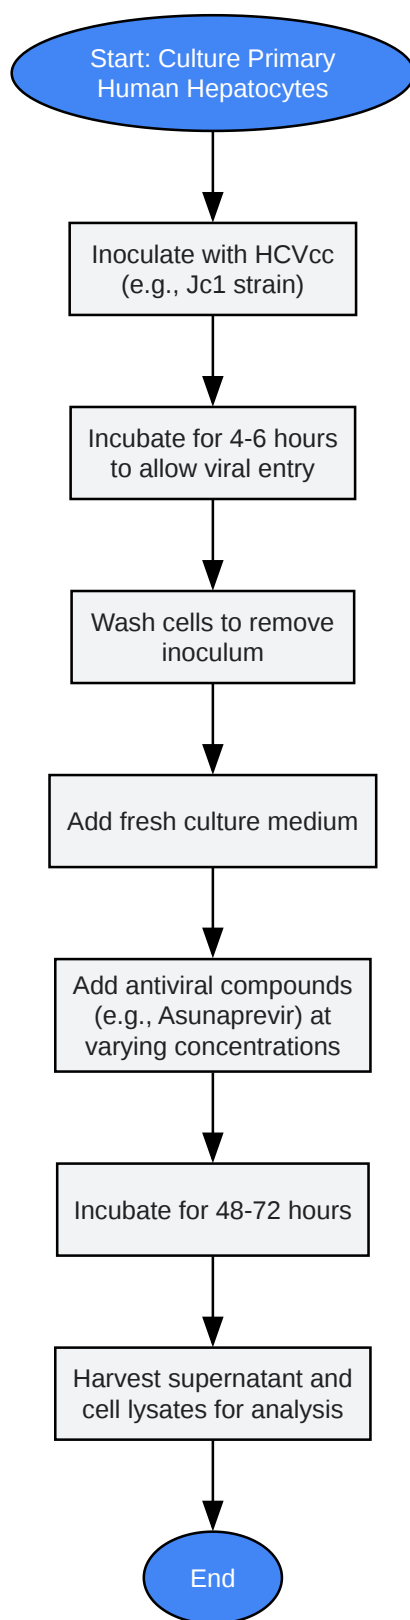 Start: Culture Primary
Human Hepatocytes
Inoculate with HCVcc
(e.g., Jc1 strain)
Incubate for 4-6 hours
to allow viral entry
Wash cells to remove
inoculum
Add fresh culture medium
Add antiviral compounds
(e.g., Asunaprevir) at
varying concentrations
Incubate for 48-72 hours
Harvest supernatant and
cell lysates for analysis
End